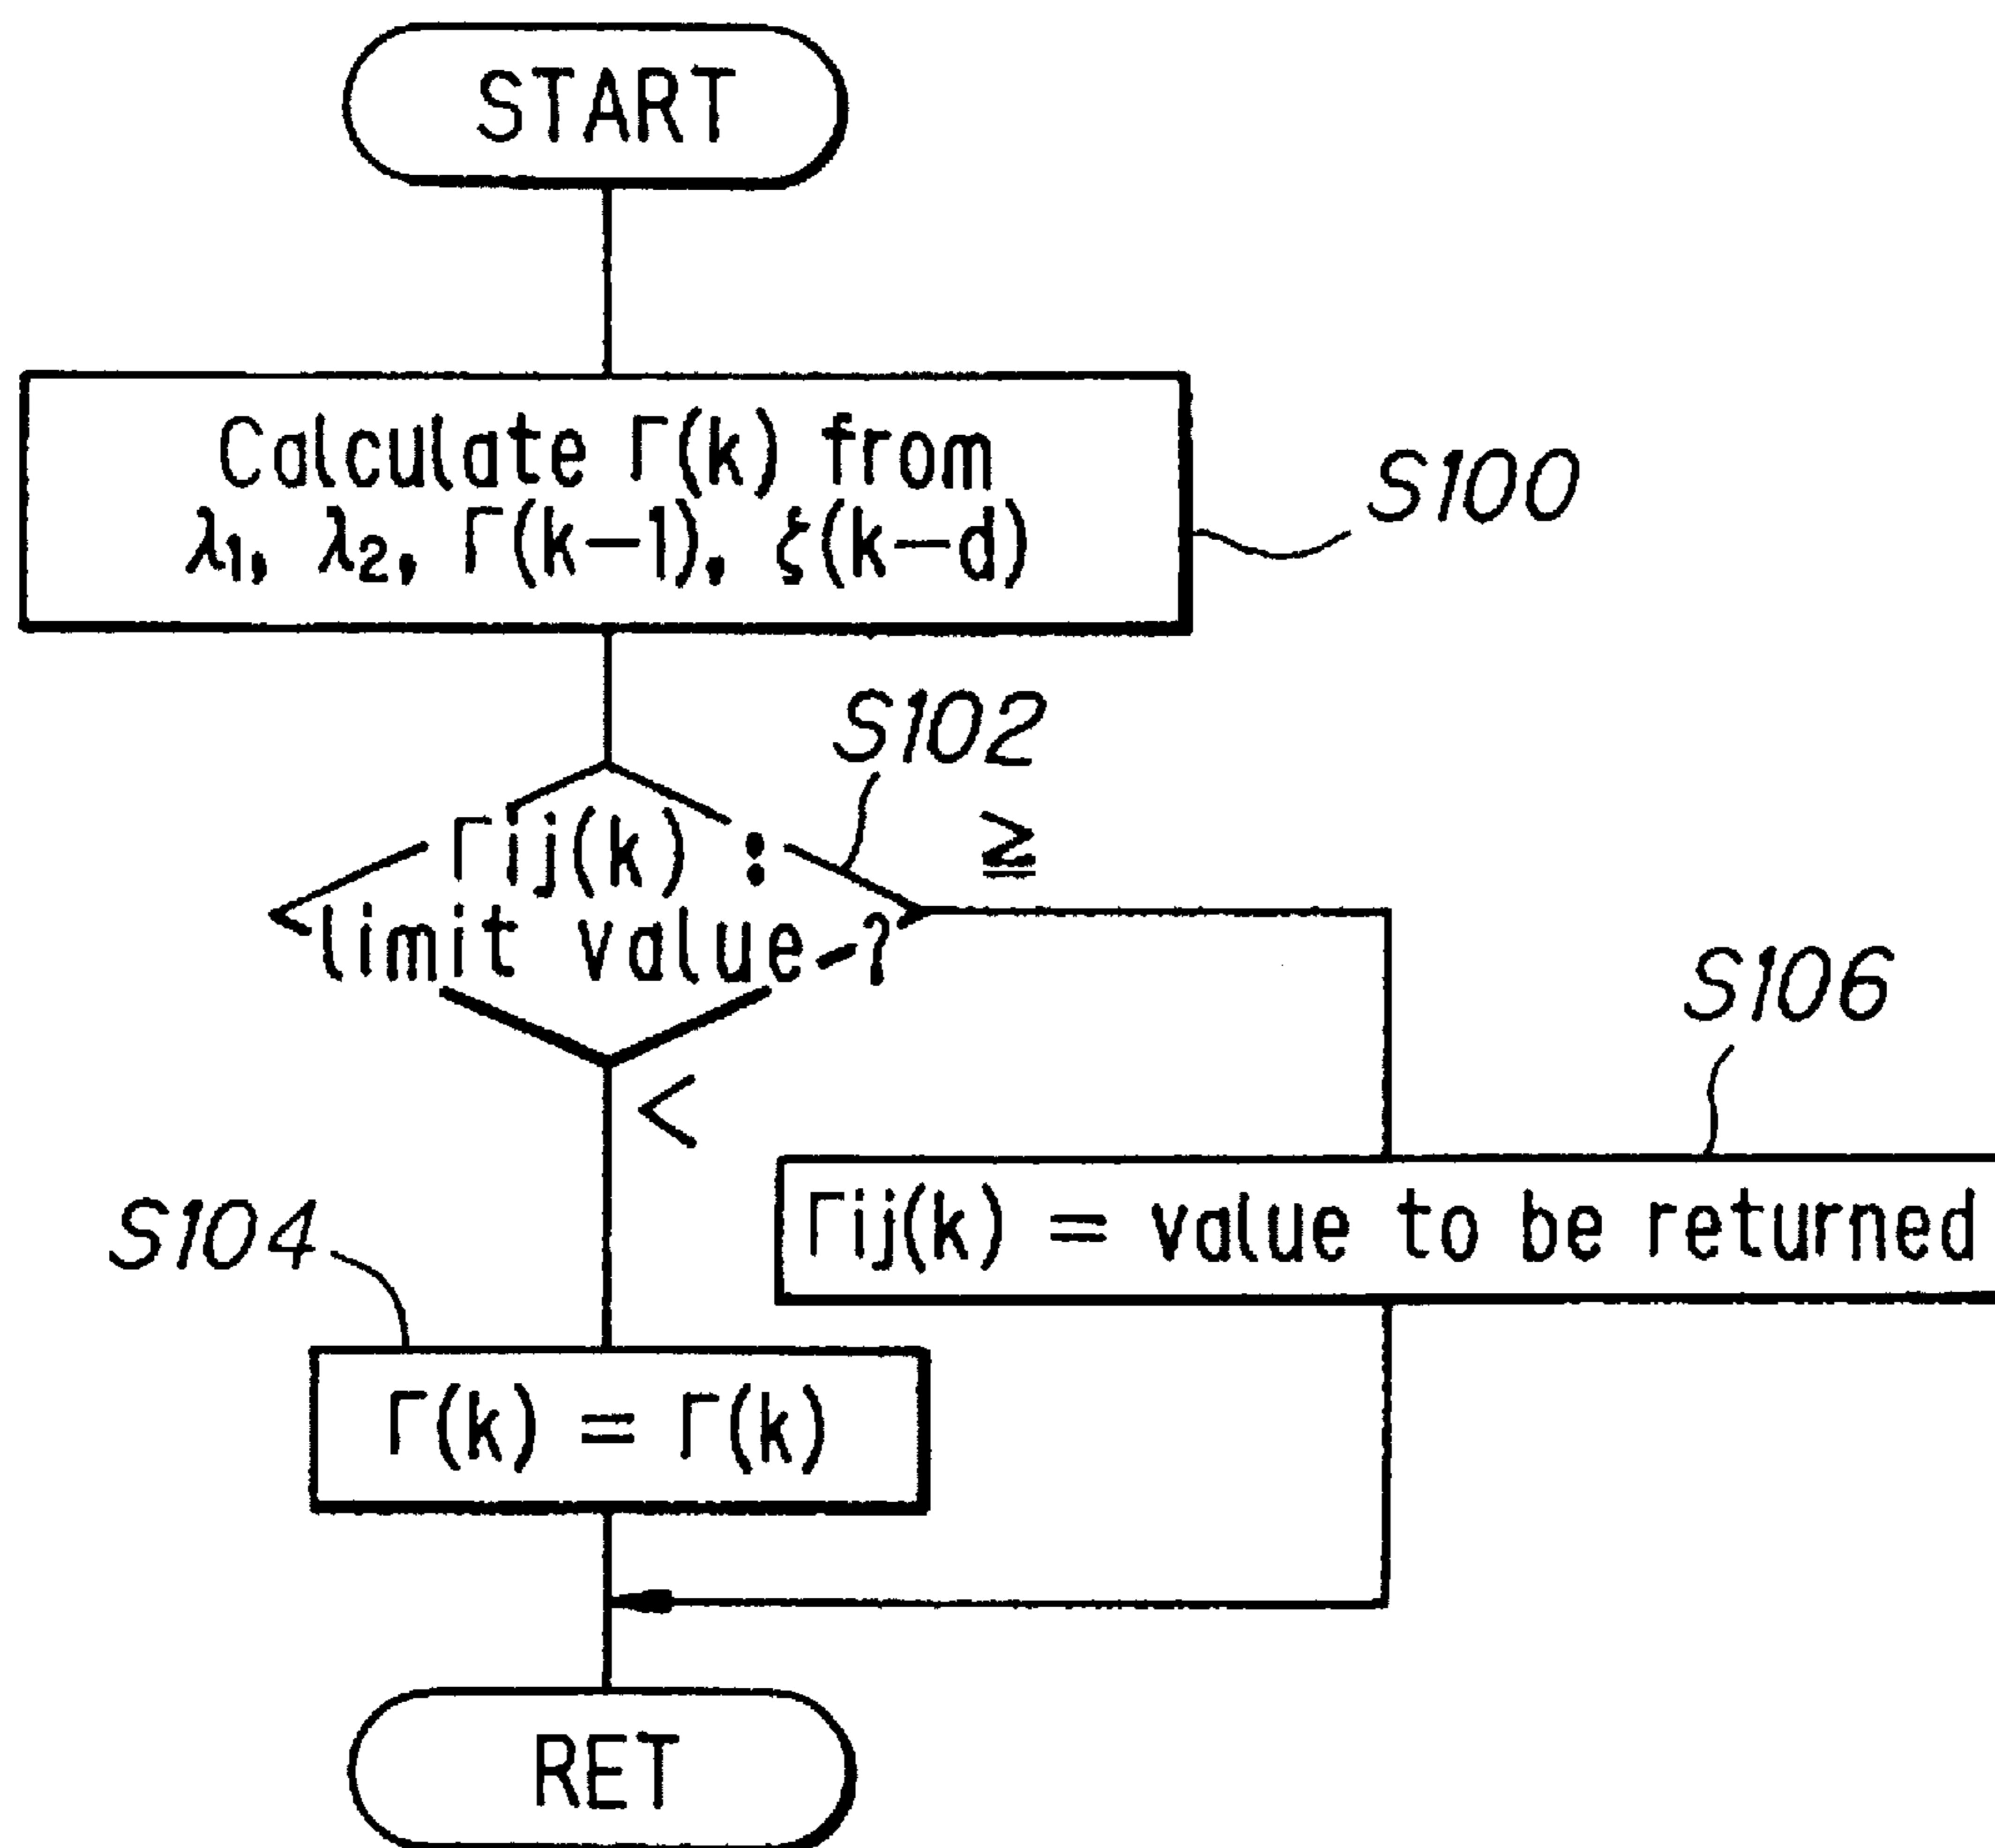 START
Calculate Γ(k) from
λ1, λ2, Γ(k−1), ζ(k−d)
S100
S102
Γij(k) :
limit value ?
≧
<
S106
Γij(k) = value to be returned
S104
Γ(k) = Γ(k)
RET